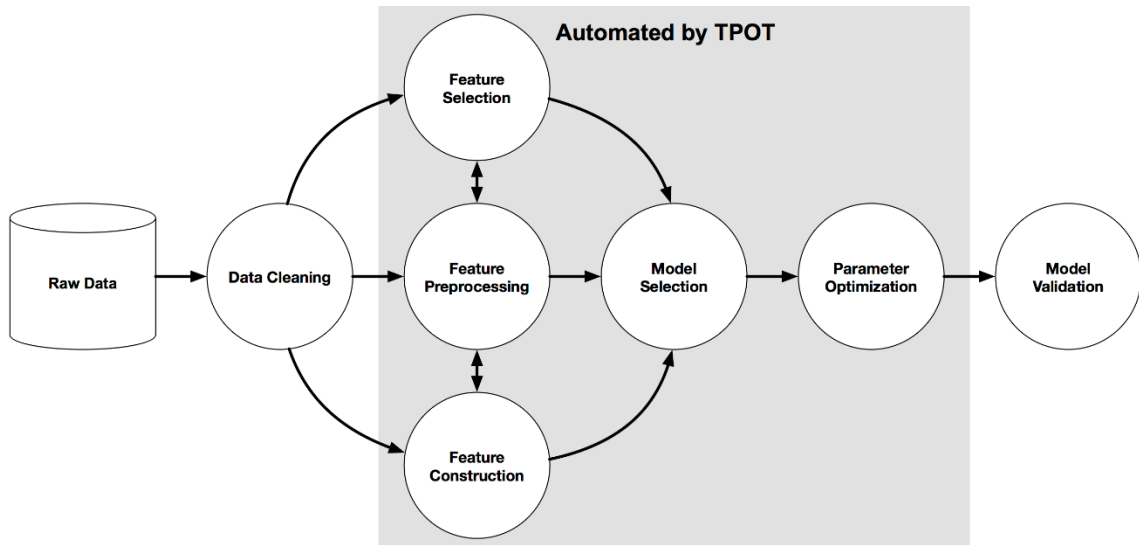 Automated by TPOT
Feature
Selection
Raw Data
Data Cleaning
Feature
Preprocessing
Model
Selection
Parameter
Optimization
Model
Validation
Feature
Construction